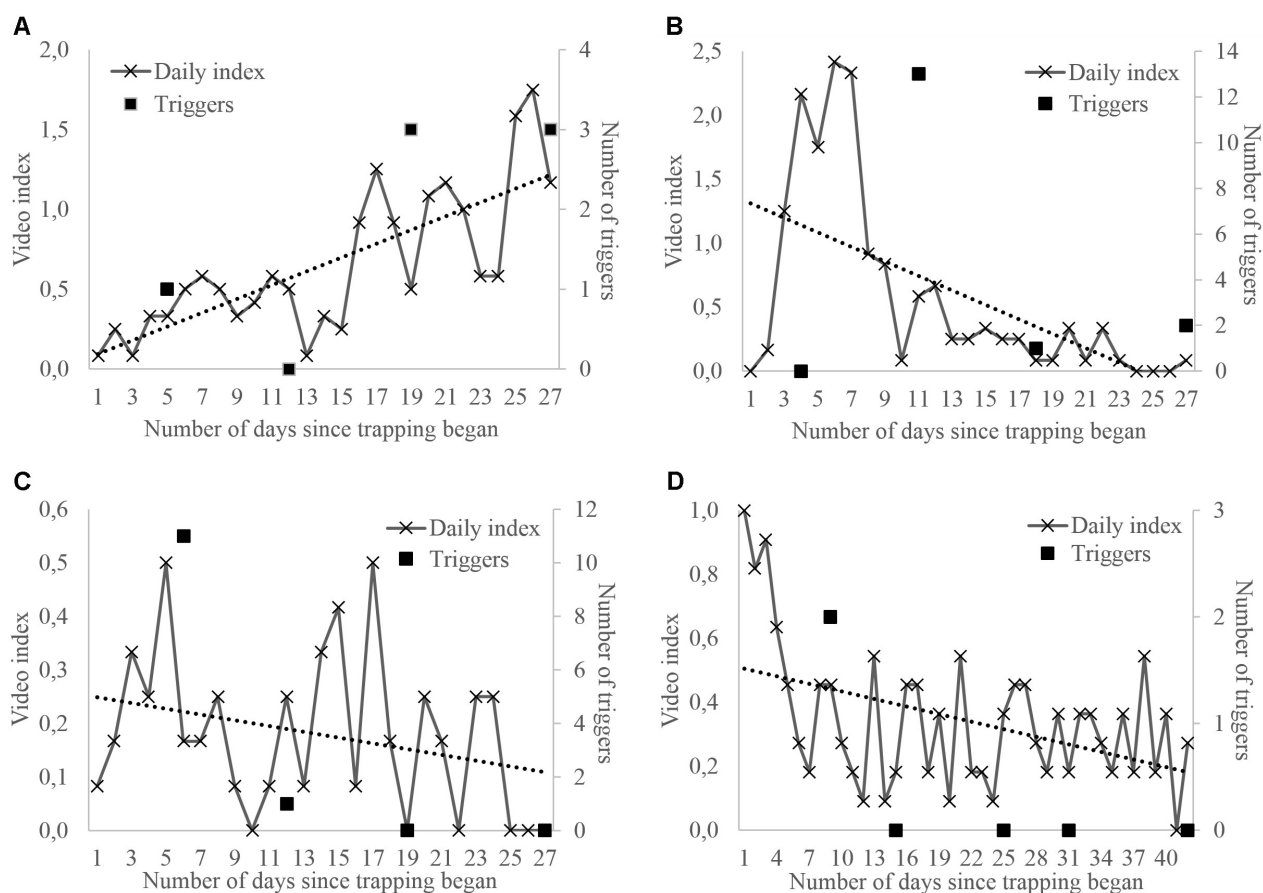 A
2,0
1,5
1,0
0,5
0,0
Video index
Daily index
Triggers
4
3
2
1
0
Number of triggers
1 3 5 7 9 11 13 15 17 19 21 23 25 27
Number of days since trapping began
B
2,5
2,0
1,5
1,0
0,5
0,0
Video index
Daily index
Triggers
14
12
10
8
6
4
2
0
Number of triggers
1 3 5 7 9 11 13 15 17 19 21 23 25 27
Number of days since trapping began
C
0,6
0,5
0,4
0,3
0,2
0,1
0,0
Video index
Daily index
Triggers
12
10
8
6
4
2
0
Number of triggers
1 3 5 7 9 11 13 15 17 19 21 23 25 27
Number of days since trapping began
D
1,0
0,8
0,6
0,4
0,2
0,0
Video index
Daily index
Triggers
3
2
1
0
Number of triggers
1 4 7 10 13 16 19 22 25 28 31 34 37 40
Number of days since trapping began